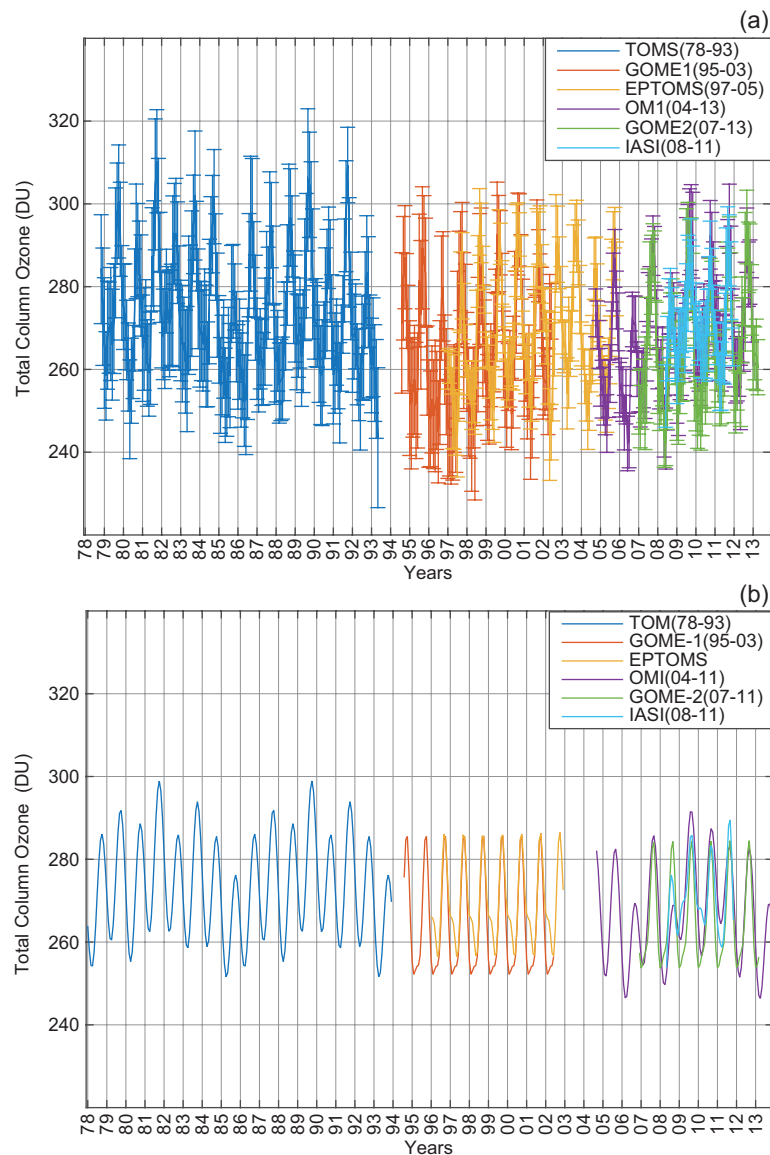 (a)
TOMS(78-93)
GOME1(95-03)
EPTOMS(97-05)
OM1(04-13)
GOME2(07-13)
IASI(08-11)
Total Column Ozone (DU)
320
300
280
260
240
78 79 80 81 82 83 84 85 86 87 88 89 90 91 92 93 94 95 96 97 98 99 00 01 02 03 04 05 06 07 08 09 10 11 12 13
Years
(b)
TOM(78-93)
GOME-1(95-03)
EPTOMS
OMI(04-11)
GOME-2(07-11)
IASI(08-11)
Total Column Ozone (DU)
320
300
280
260
240
78 79 80 81 82 83 84 85 86 87 88 89 90 91 92 93 94 95 96 97 98 99 00 01 02 03 04 05 06 07 08 09 10 11 12 13
Years